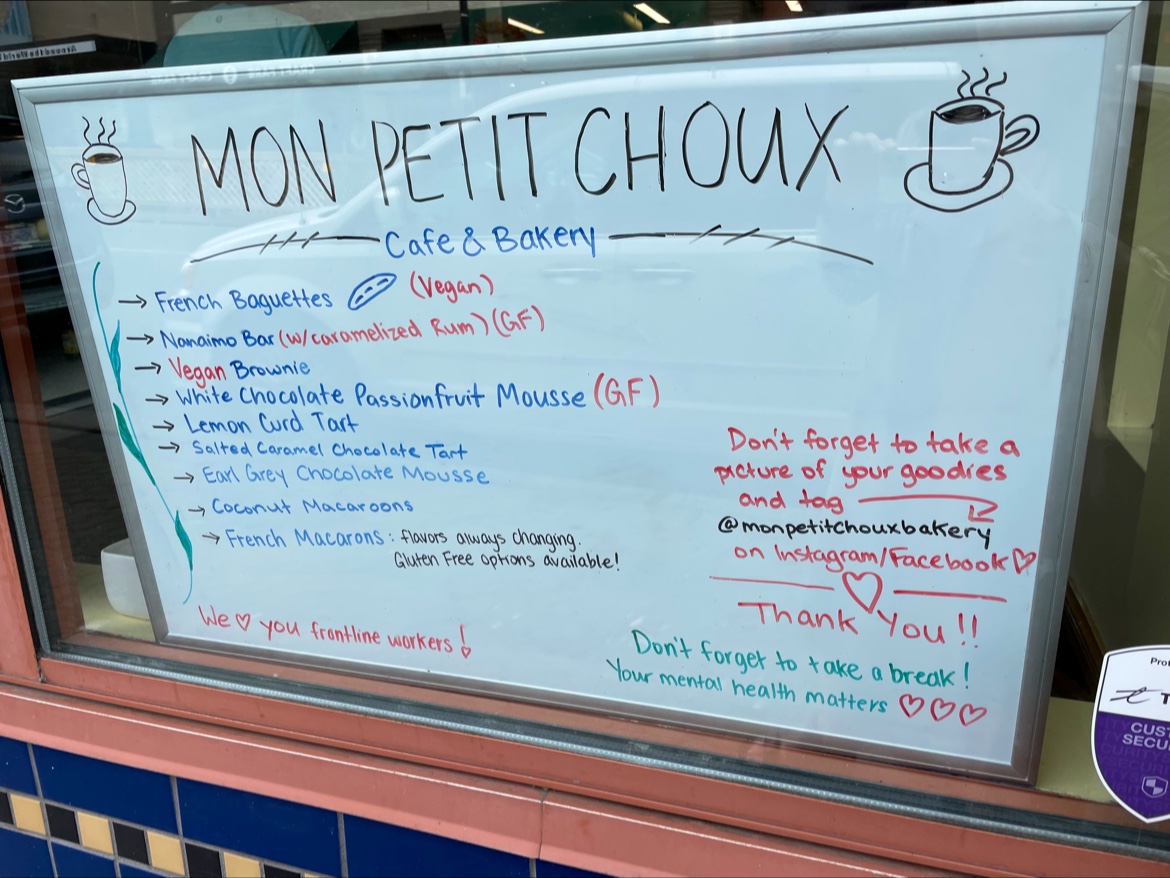 MON PETIT CHOUX
Cafe & Bakery
→ French Baguettes (Vegan)
→ Nanaimo Bar (w/caramelized Rum) (GF)
→ Vegan Brownie
→ White Chocolate Passionfruit Mousse (GF)
→ Lemon Curd Tart
→ Salted Caramel Chocolate Tart
→ Earl Grey Chocolate Mousse
→ Coconut Macaroons
→ French Macarons: flavors always changing.
Gluten Free options available!
Don't forget to take a
picture of your goodies
and tag
@monpetitchouxbakery
on Instagram/Facebook ♡
Thank You!!
We ♡ you frontline workers!
Don't forget to take a break!
Your mental health matters ♡♡♡